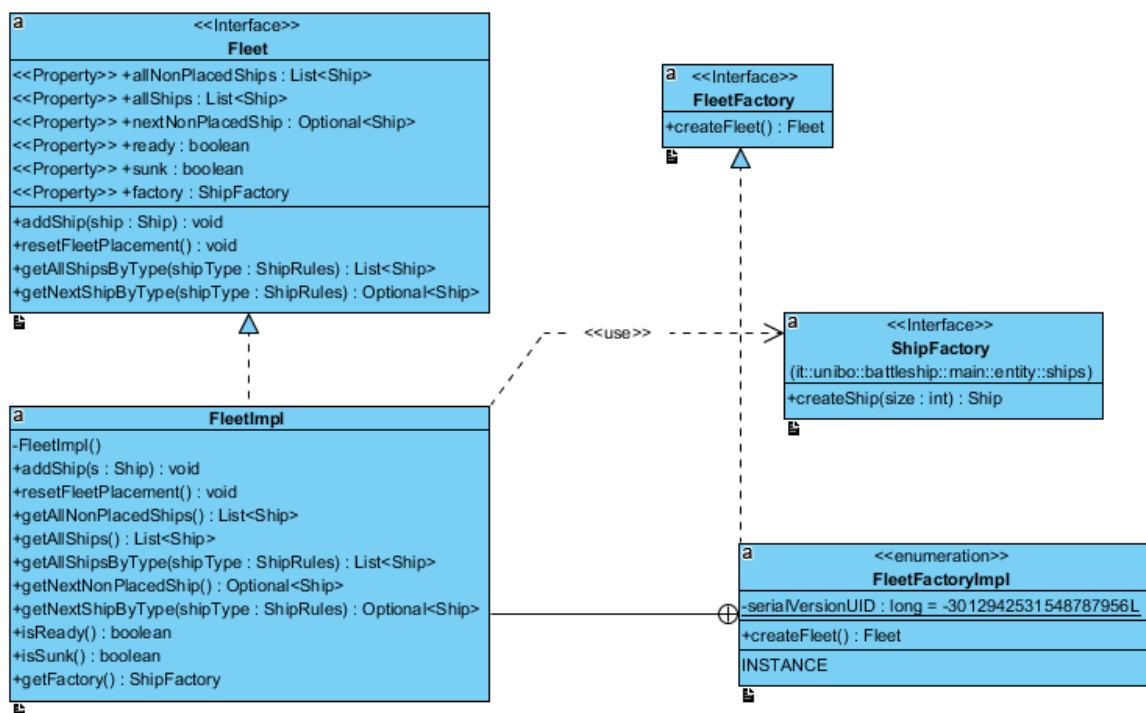 a
<<Interface>>
Fleet
<<Property>> +allNonPlacedShips : List<Ship>
<<Property>> +allShips : List<Ship>
<<Property>> +nextNonPlacedShip : Optional<Ship>
<<Property>> +ready : boolean
<<Property>> +sunk : boolean
<<Property>> +factory : ShipFactory
+addShip(ship : Ship) : void
+resetFleetPlacement() : void
+getAllShipsByType(shipType : ShipRules) : List<Ship>
+getNextShipByType(shipType : ShipRules) : Optional<Ship>
a
<<Interface>>
FleetFactory
+createFleet() : Fleet
<<use>>
a
<<Interface>>
ShipFactory
(it::unibo::battleship::main::entity::ships)
+createShip(size : int) : Ship
a
FleetImpl
-FleetImpl()
+addShip(s : Ship) : void
+resetFleetPlacement() : void
+getAllNonPlacedShips() : List<Ship>
+getAllShips() : List<Ship>
+getAllShipsByType(shipType : ShipRules) : List<Ship>
+getNextNonPlacedShip() : Optional<Ship>
+getNextShipByType(shipType : ShipRules) : Optional<Ship>
+isReady() : boolean
+isSunk() : boolean
+getFactory() : ShipFactory
a
<<enumeration>>
FleetFactoryImpl
-serialVersionUID : long = -3012942531548787956L
+createFleet() : Fleet
INSTANCE